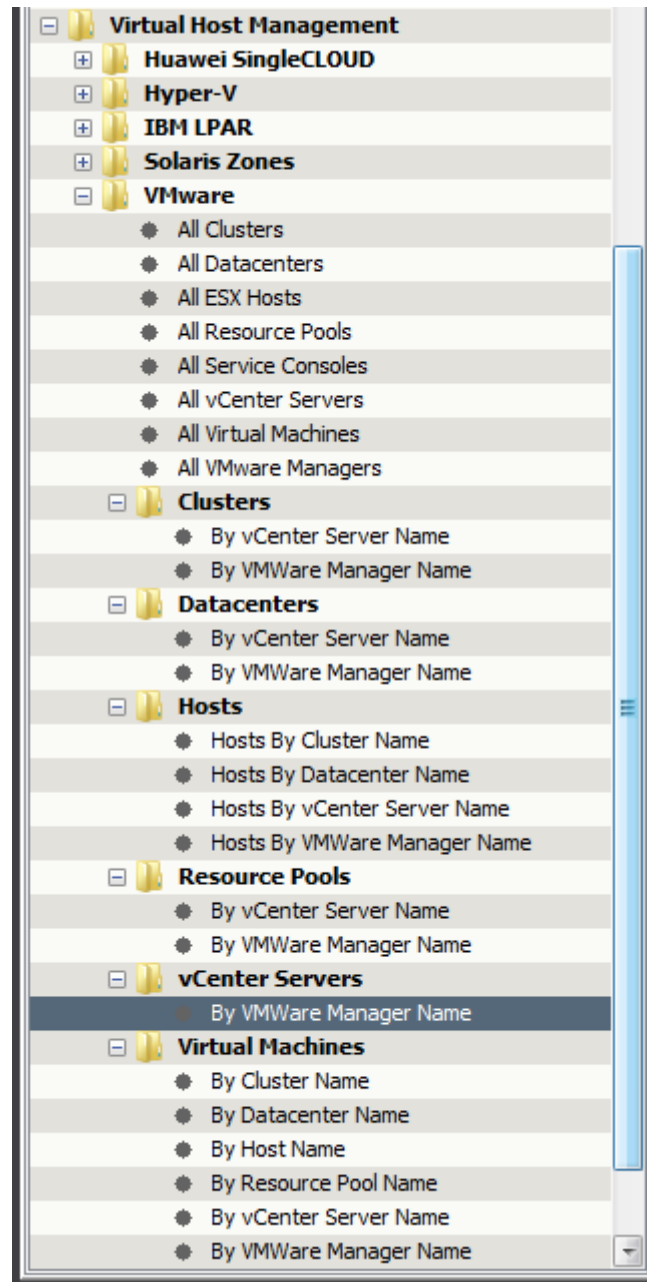 Virtual Host Management
Huawei SingleCLOUD
Hyper-V
IBM LPAR
Solaris Zones
VMware
All Clusters
All Datacenters
All ESX Hosts
All Resource Pools
All Service Consoles
All vCenter Servers
All Virtual Machines
All VMware Managers
Clusters
By vCenter Server Name
By VMWare Manager Name
Datacenters
By vCenter Server Name
By VMWare Manager Name
Hosts
Hosts By Cluster Name
Hosts By Datacenter Name
Hosts By vCenter Server Name
Hosts By VMWare Manager Name
Resource Pools
By vCenter Server Name
By VMWare Manager Name
vCenter Servers
By VMWare Manager Name
Virtual Machines
By Cluster Name
By Datacenter Name
By Host Name
By Resource Pool Name
By vCenter Server Name
By VMWare Manager Name